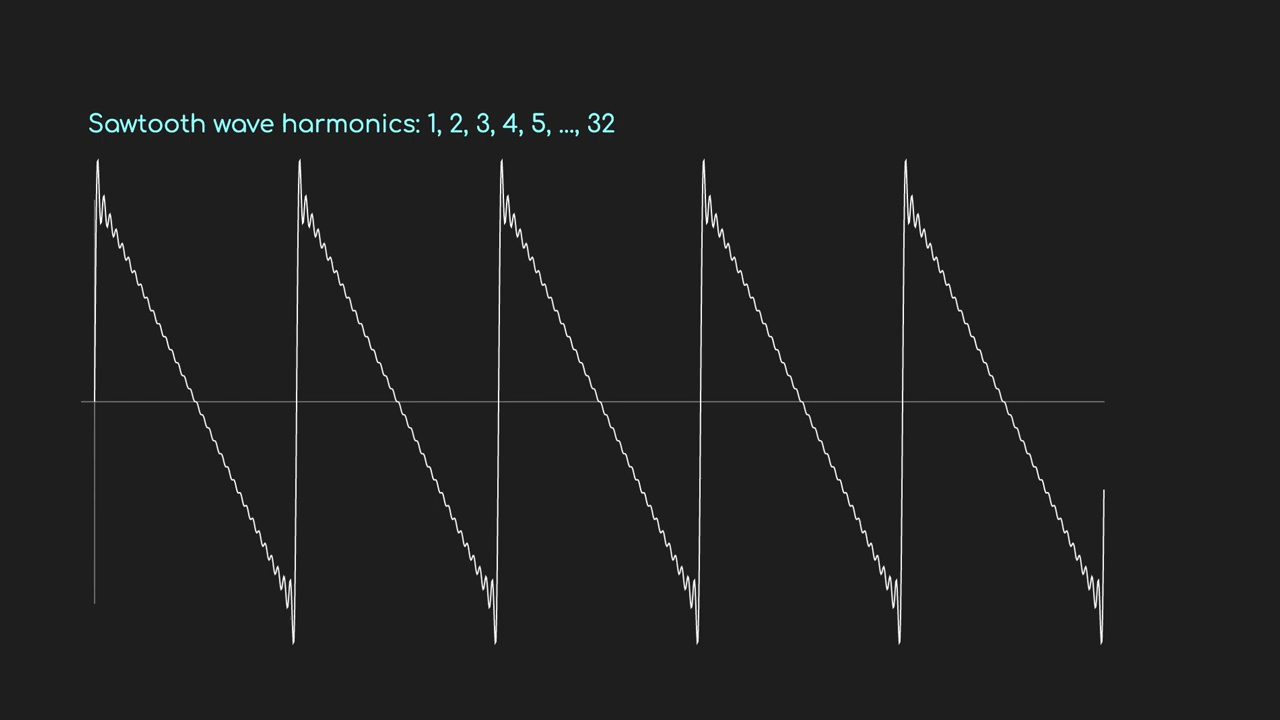 Sawtooth wave harmonics: 1, 2, 3, 4, 5, ..., 32